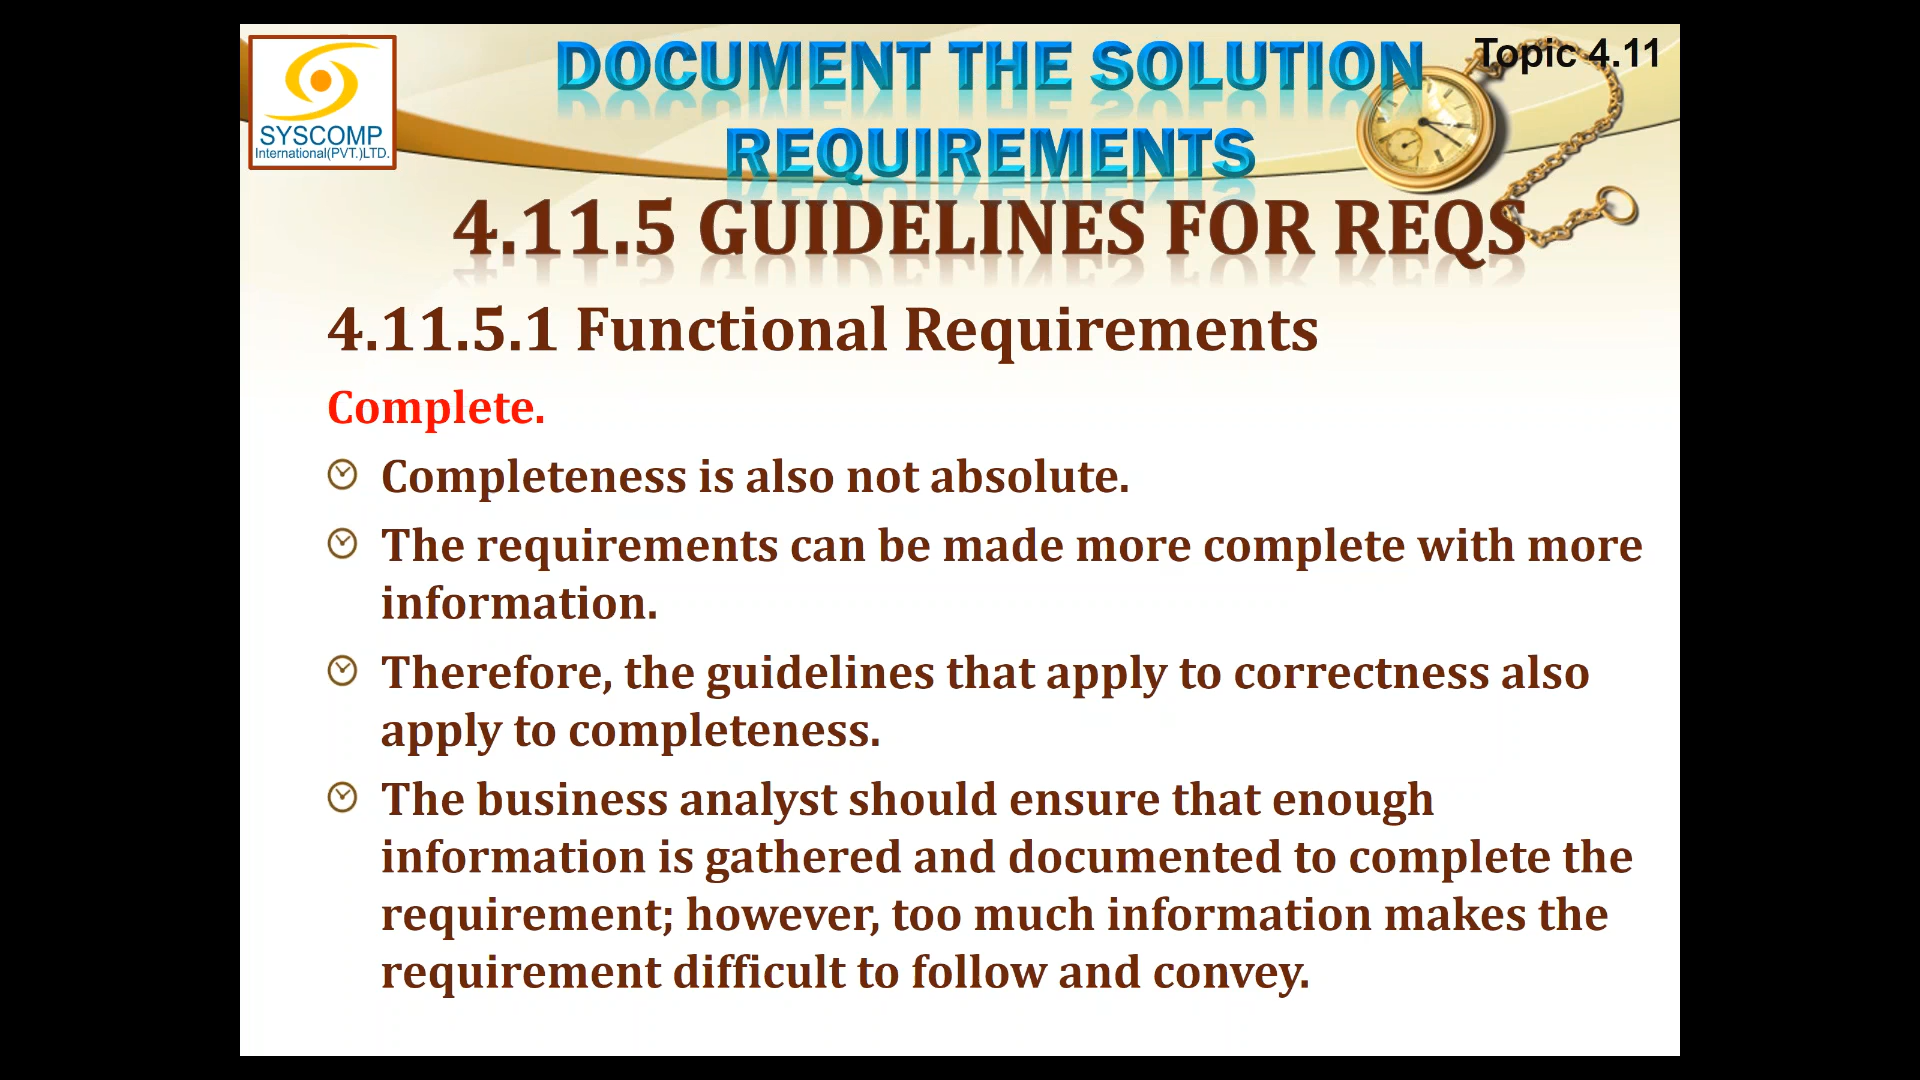 SYSCOMP
International(PVT.)LTD.
DOCUMENT THE SOLUTION
REQUIREMENTS
Topic 4.11
4.11.5 GUIDELINES FOR REQS
4.11.5.1 Functional Requirements
Complete.
Completeness is also not absolute.
The requirements can be made more complete with more
information.
Therefore, the guidelines that apply to correctness also
apply to completeness.
The business analyst should ensure that enough
information is gathered and documented to complete the
requirement; however, too much information makes the
requirement difficult to follow and convey.